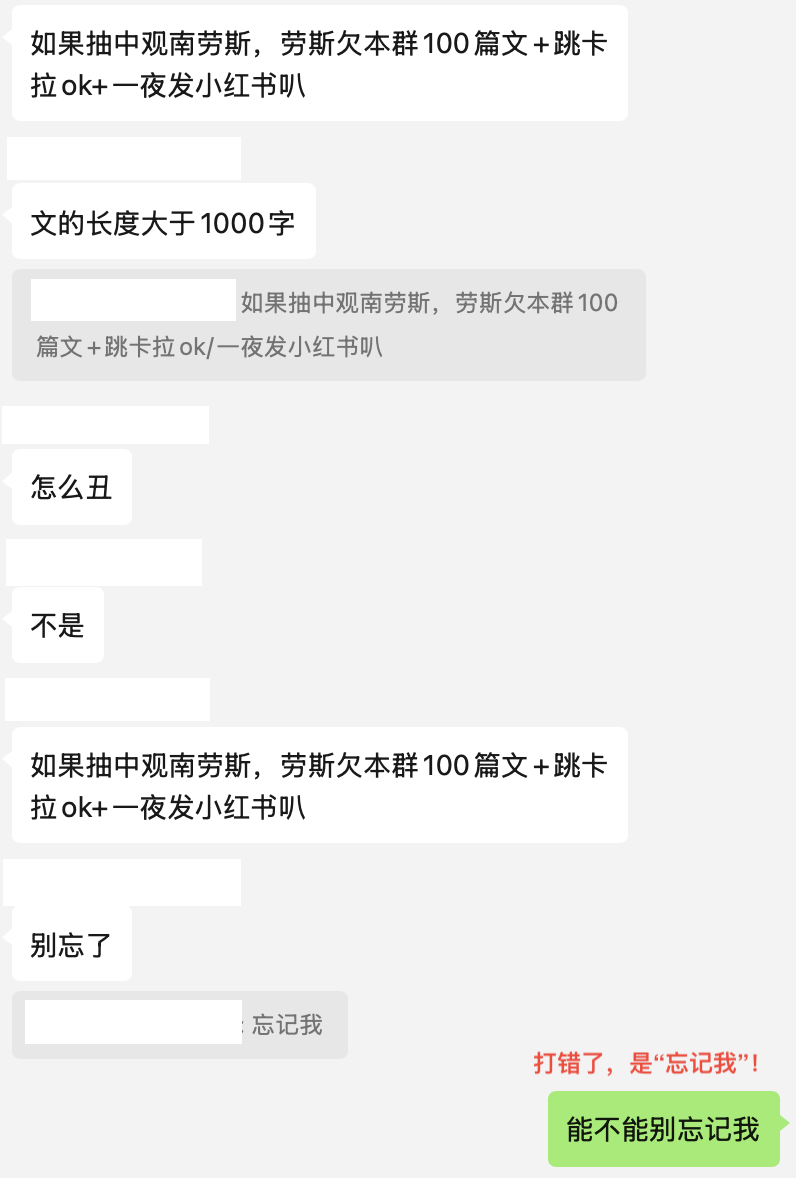 如果抽中观南劳斯，劳斯欠本群100篇文+跳卡
拉ok+一夜发小红书叭
文的长度大于1000字
如果抽中观南劳斯，劳斯欠本群100
篇文+跳卡拉ok/一夜发小红书叭
怎么丑
不是
如果抽中观南劳斯，劳斯欠本群100篇文+跳卡
拉ok+一夜发小红书叭
别忘了
: 忘记我
打错了，是“忘记我”！
能不能别忘记我